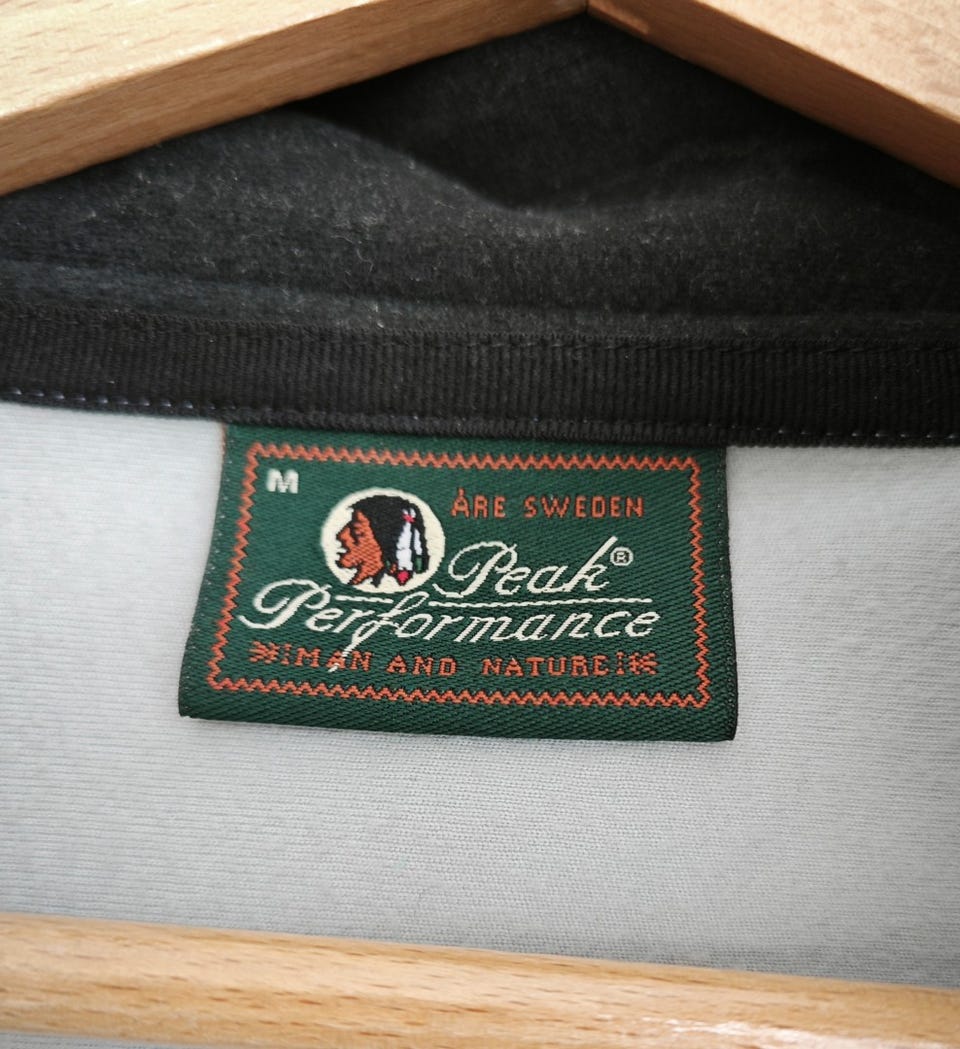 M
ÅRE SWEDEN
Peak®
Performance
MAN AND NATURE